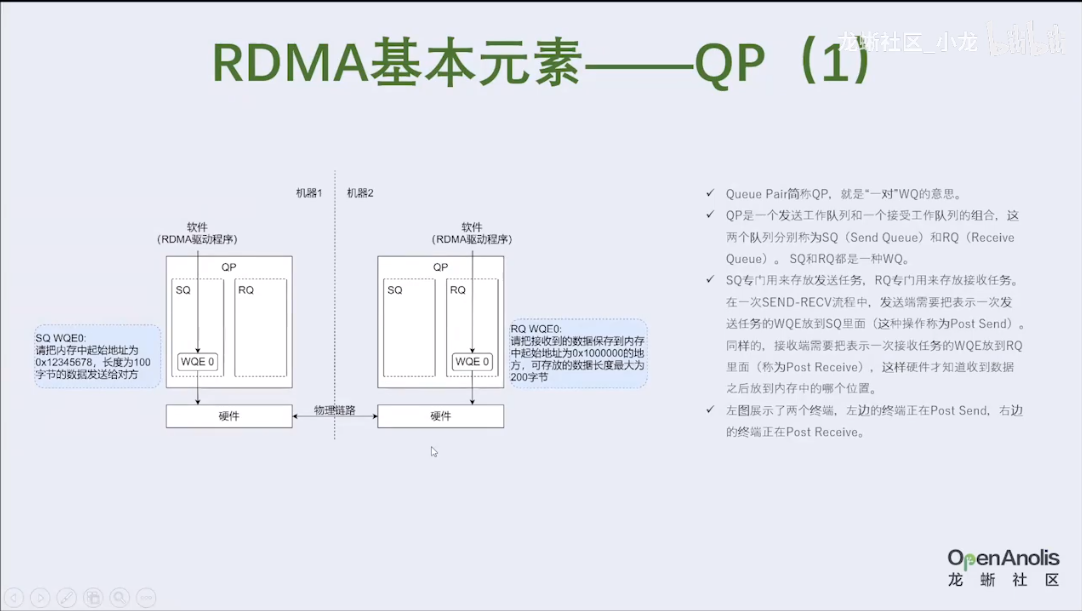 龙蜥社区_小龙 bilibili
RDMA基本元素——QP（1）
机器1
机器2
软件
(RDMA驱动程序)
QP
SQ
RQ
WQE 0
硬件
SQ WQE0:
请把内存中起始地址为
0x12345678，长度为100
字节的数据发送给对方
物理链路
软件
(RDMA驱动程序)
QP
SQ
RQ
WQE 0
硬件
RQ WQE0:
请把接收到的数据保存到内存
中起始地址为0x1000000的地
方，可存放的数据长度最大为
200字节
✓ Queue Pair简称QP，就是“一对”WQ的意思。
✓ QP是一个发送工作队列和一个接受工作队列的组合，这
两个队列分别称为SQ（Send Queue）和RQ（Receive
Queue）。 SQ和RQ都是一种WQ。
✓ SQ专门用来存放发送任务，RQ专门用来存放接收任务。
在一次SEND-RECV流程中，发送端需要把表示一次发
送任务的WQE放到SQ里面（这种操作称为Post Send）。
同样的，接收端需要把表示一次接收任务的WQE放到RQ
里面（称为Post Receive），这样硬件才知道收到数据
之后放到内存中的哪个位置。
✓ 左图展示了两个终端，左边的终端正在Post Send，右边
的终端正在Post Receive。
OpenAnolis
龙蜥社区